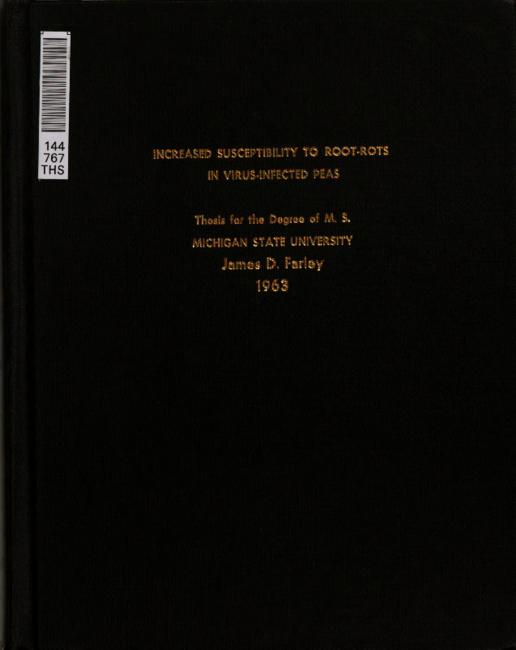 144
767
THS
INCREASED SUSCEPTIBILITY TO ROOT-ROTS
IN VIRUS-INFECTED PEAS
Thesis for the Degree of M. S.
MICHIGAN STATE UNIVERSITY
James D. Farley
1963